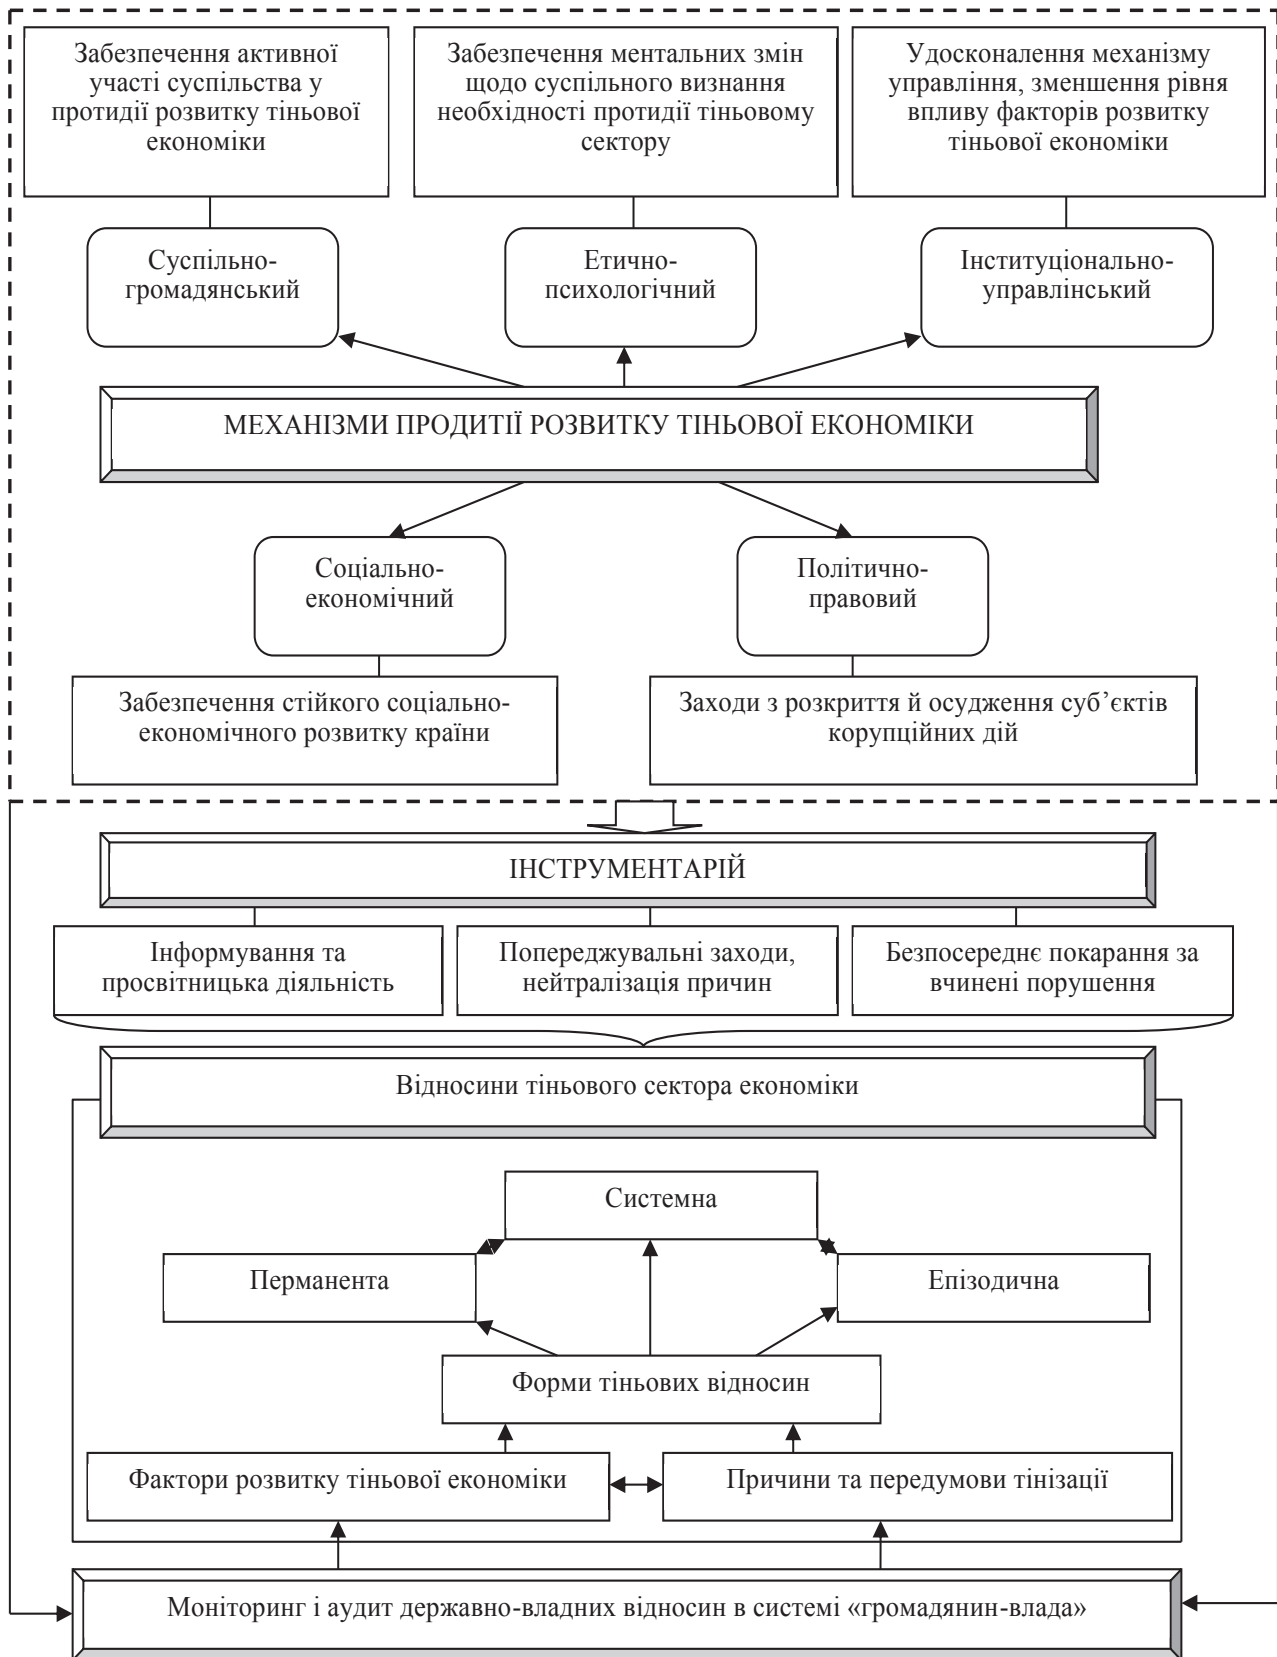 Забезпечення активної
участі суспільства у
протидії розвитку тіньової
економіки
Забезпечення ментальних змін
щодо суспільного визнання
необхідності протидії тіньовому
сектору
Удосконалення механізму
управління, зменшення рівня
впливу факторів розвитку
тіньової економіки
Суспільно-
громадянський
Етично-
психологічний
Інституціонально-
управлінський
МЕХАНІЗМИ ПРОДИТІЇ РОЗВИТКУ ТІНЬОВОЇ ЕКОНОМІКИ
Соціально-
економічний
Політично-
правовий
Забезпечення стійкого соціально-
економічного розвитку країни
Заходи з розкриття й осудження суб’єктів
корупційних дій
ІНСТРУМЕНТАРІЙ
Інформування та
просвітницька діяльність
Попереджувальні заходи,
нейтралізація причин
Безпосереднє покарання за
вчинені порушення
Відносини тіньового сектора економіки
Системна
Перманента
Епізодична
Форми тіньових відносин
Фактори розвитку тіньової економіки
Причини та передумови тінізації
Моніторинг і аудит державно-владних відносин в системі «громадянин-влада»